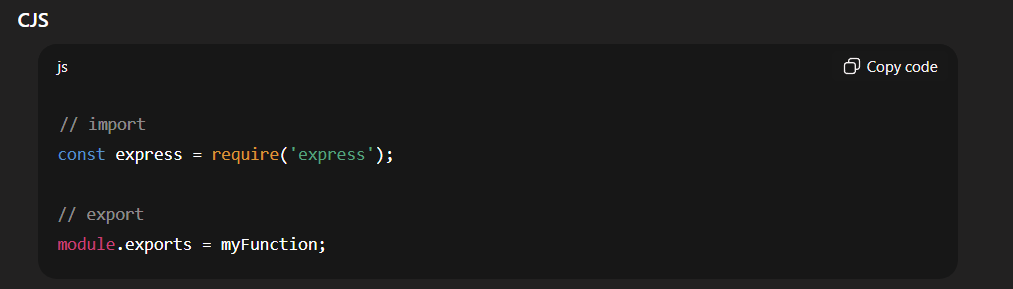 CJS
js
Copy code
// import
const express = require('express');
// export
module.exports = myFunction;